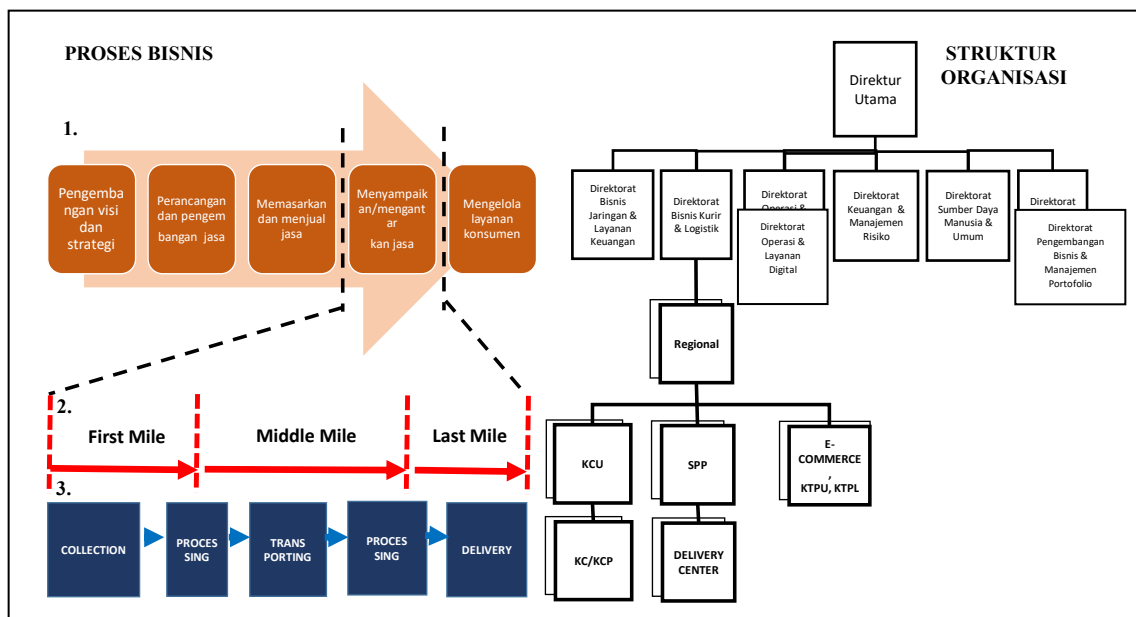 PROSES BISNIS
1.
Pengemba
ngan visi
dan
strategi
Perancangan
dan pengem
bangan jasa
Memasarkan
dan menjual
jasa
Menyampaik
an/mengant
ar
kan jasa
Mengelola
layanan
konsumen
2.
First Mile
Middle Mile
Last Mile
3.
COLLECTION
PROCES
SING
TRANS
PORTING
PROCES
SING
DELIVERY
STRUKTUR
ORGANISASI
Direktur
Utama
Direktorat
Bisnis
Jaringan &
Layanan
Keuangan
Direktorat
Bisnis Kurir
& Logistik
Direktorat
Operasi &
Direktorat
Operasi &
Layanan
Digital
Direktorat
Keuangan &
Manajemen
Risiko
Direktorat
Sumber Daya
Manusia &
Umum
Direktorat
Direktorat
Pengembangan
Bisnis &
Manajemen
Portofolio
Regional
KCU
SPP
E-
COMMERCE
,
KTPU, KTPL
KC/KCP
DELIVERY
CENTER